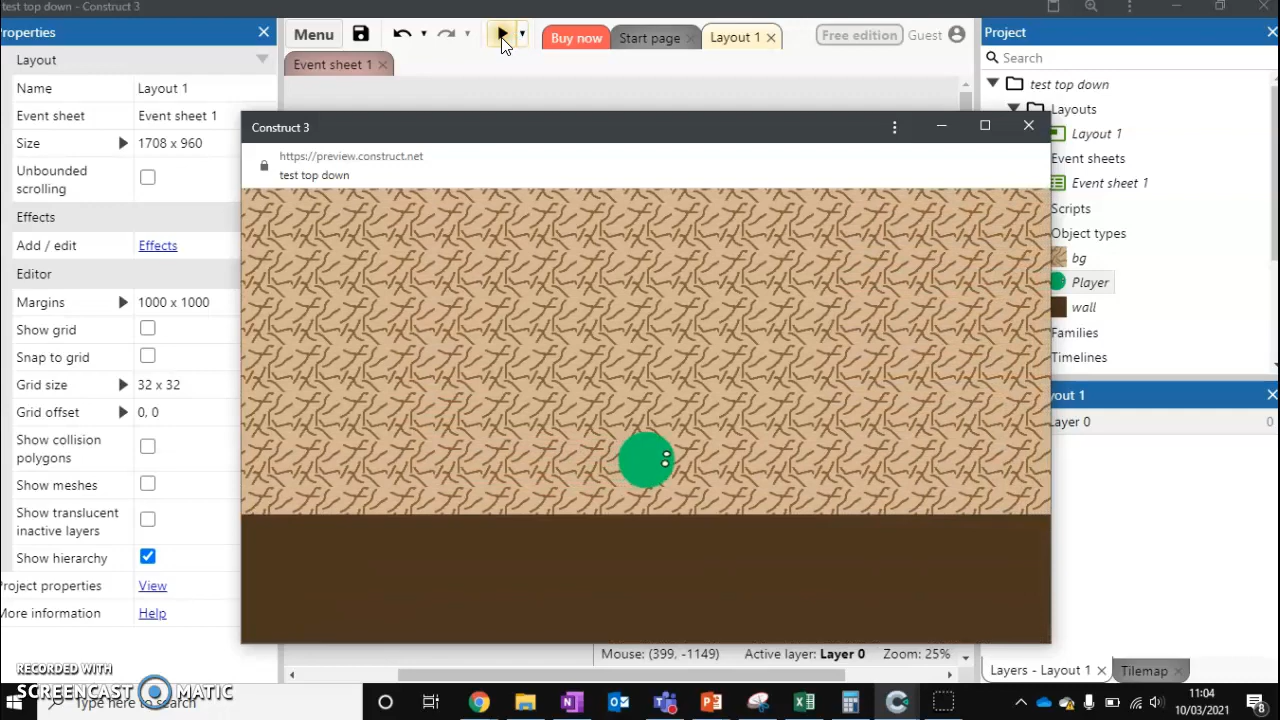 test top down - Construct 3
Properties
Menu
Buy now
Start page
Layout 1
Free edition
Guest
Project
Event sheet 1
Search
Layout
Name
Layout 1
Event sheet
Event sheet 1
Size
1708 x 960
Unbounded
scrolling
Effects
Add / edit
Effects
Editor
Margins
1000 x 1000
Show grid
Snap to grid
Grid size
32 x 32
Grid offset
0, 0
Show collision
polygons
Show meshes
Show translucent
inactive layers
Show hierarchy
Project properties
View
More information
Help
Construct 3
https://preview.construct.net
test top down
test top down
Layouts
Layout 1
Event sheets
Event sheet 1
Scripts
Object types
bg
Player
wall
Families
Timelines
out 1
Layer 0
0
Mouse: (399, -1149)
Active layer: Layer 0
Zoom: 25%
Layers - Layout 1
Tilemap
RECORDED WITH
SCREENCAST MATIC
Type here to search
11:04
10/03/2021
8